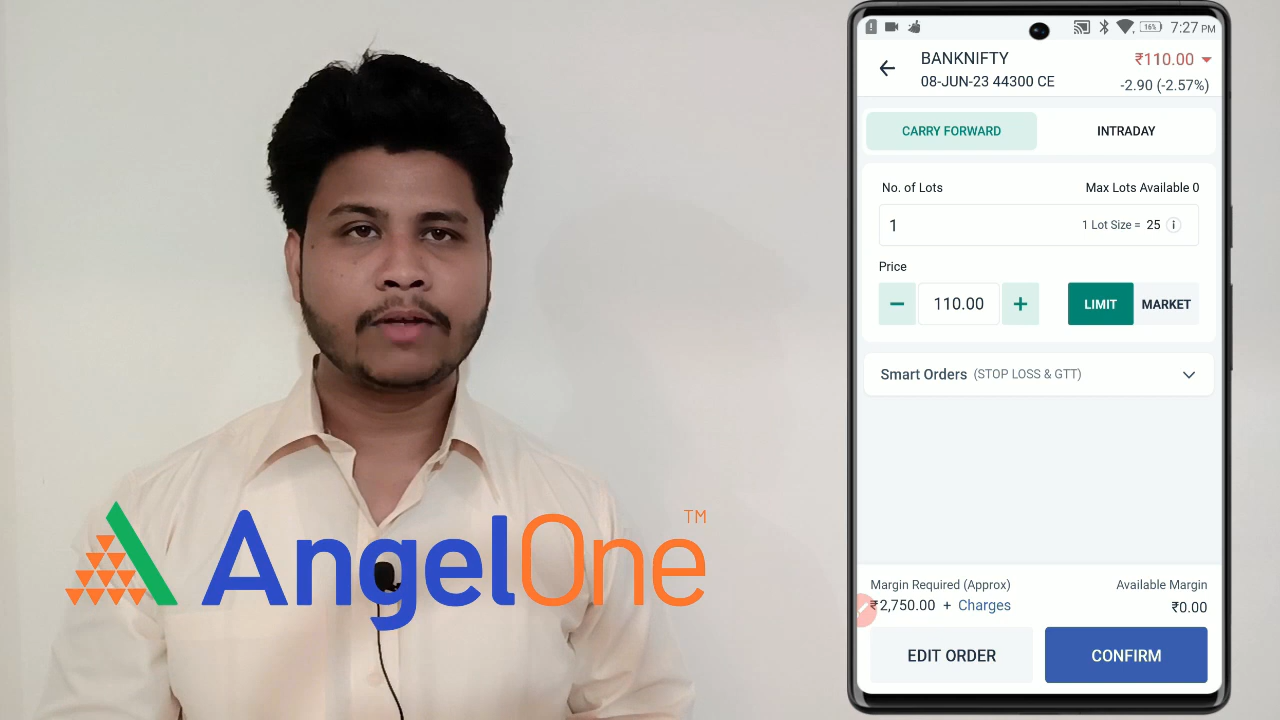 7:27 PM
16%
BANKNIFTY
₹110.00
08-JUN-23 44300 CE
-2.90 (-2.57%)
CARRY FORWARD
INTRADAY
No. of Lots
Max Lots Available 0
1
1 Lot Size = 25
Price
110.00
LIMIT
MARKET
Smart Orders (STOP LOSS & GTT)
AngelOne™
Margin Required (Approx)
Available Margin
₹2,750.00 + Charges
₹0.00
EDIT ORDER
CONFIRM